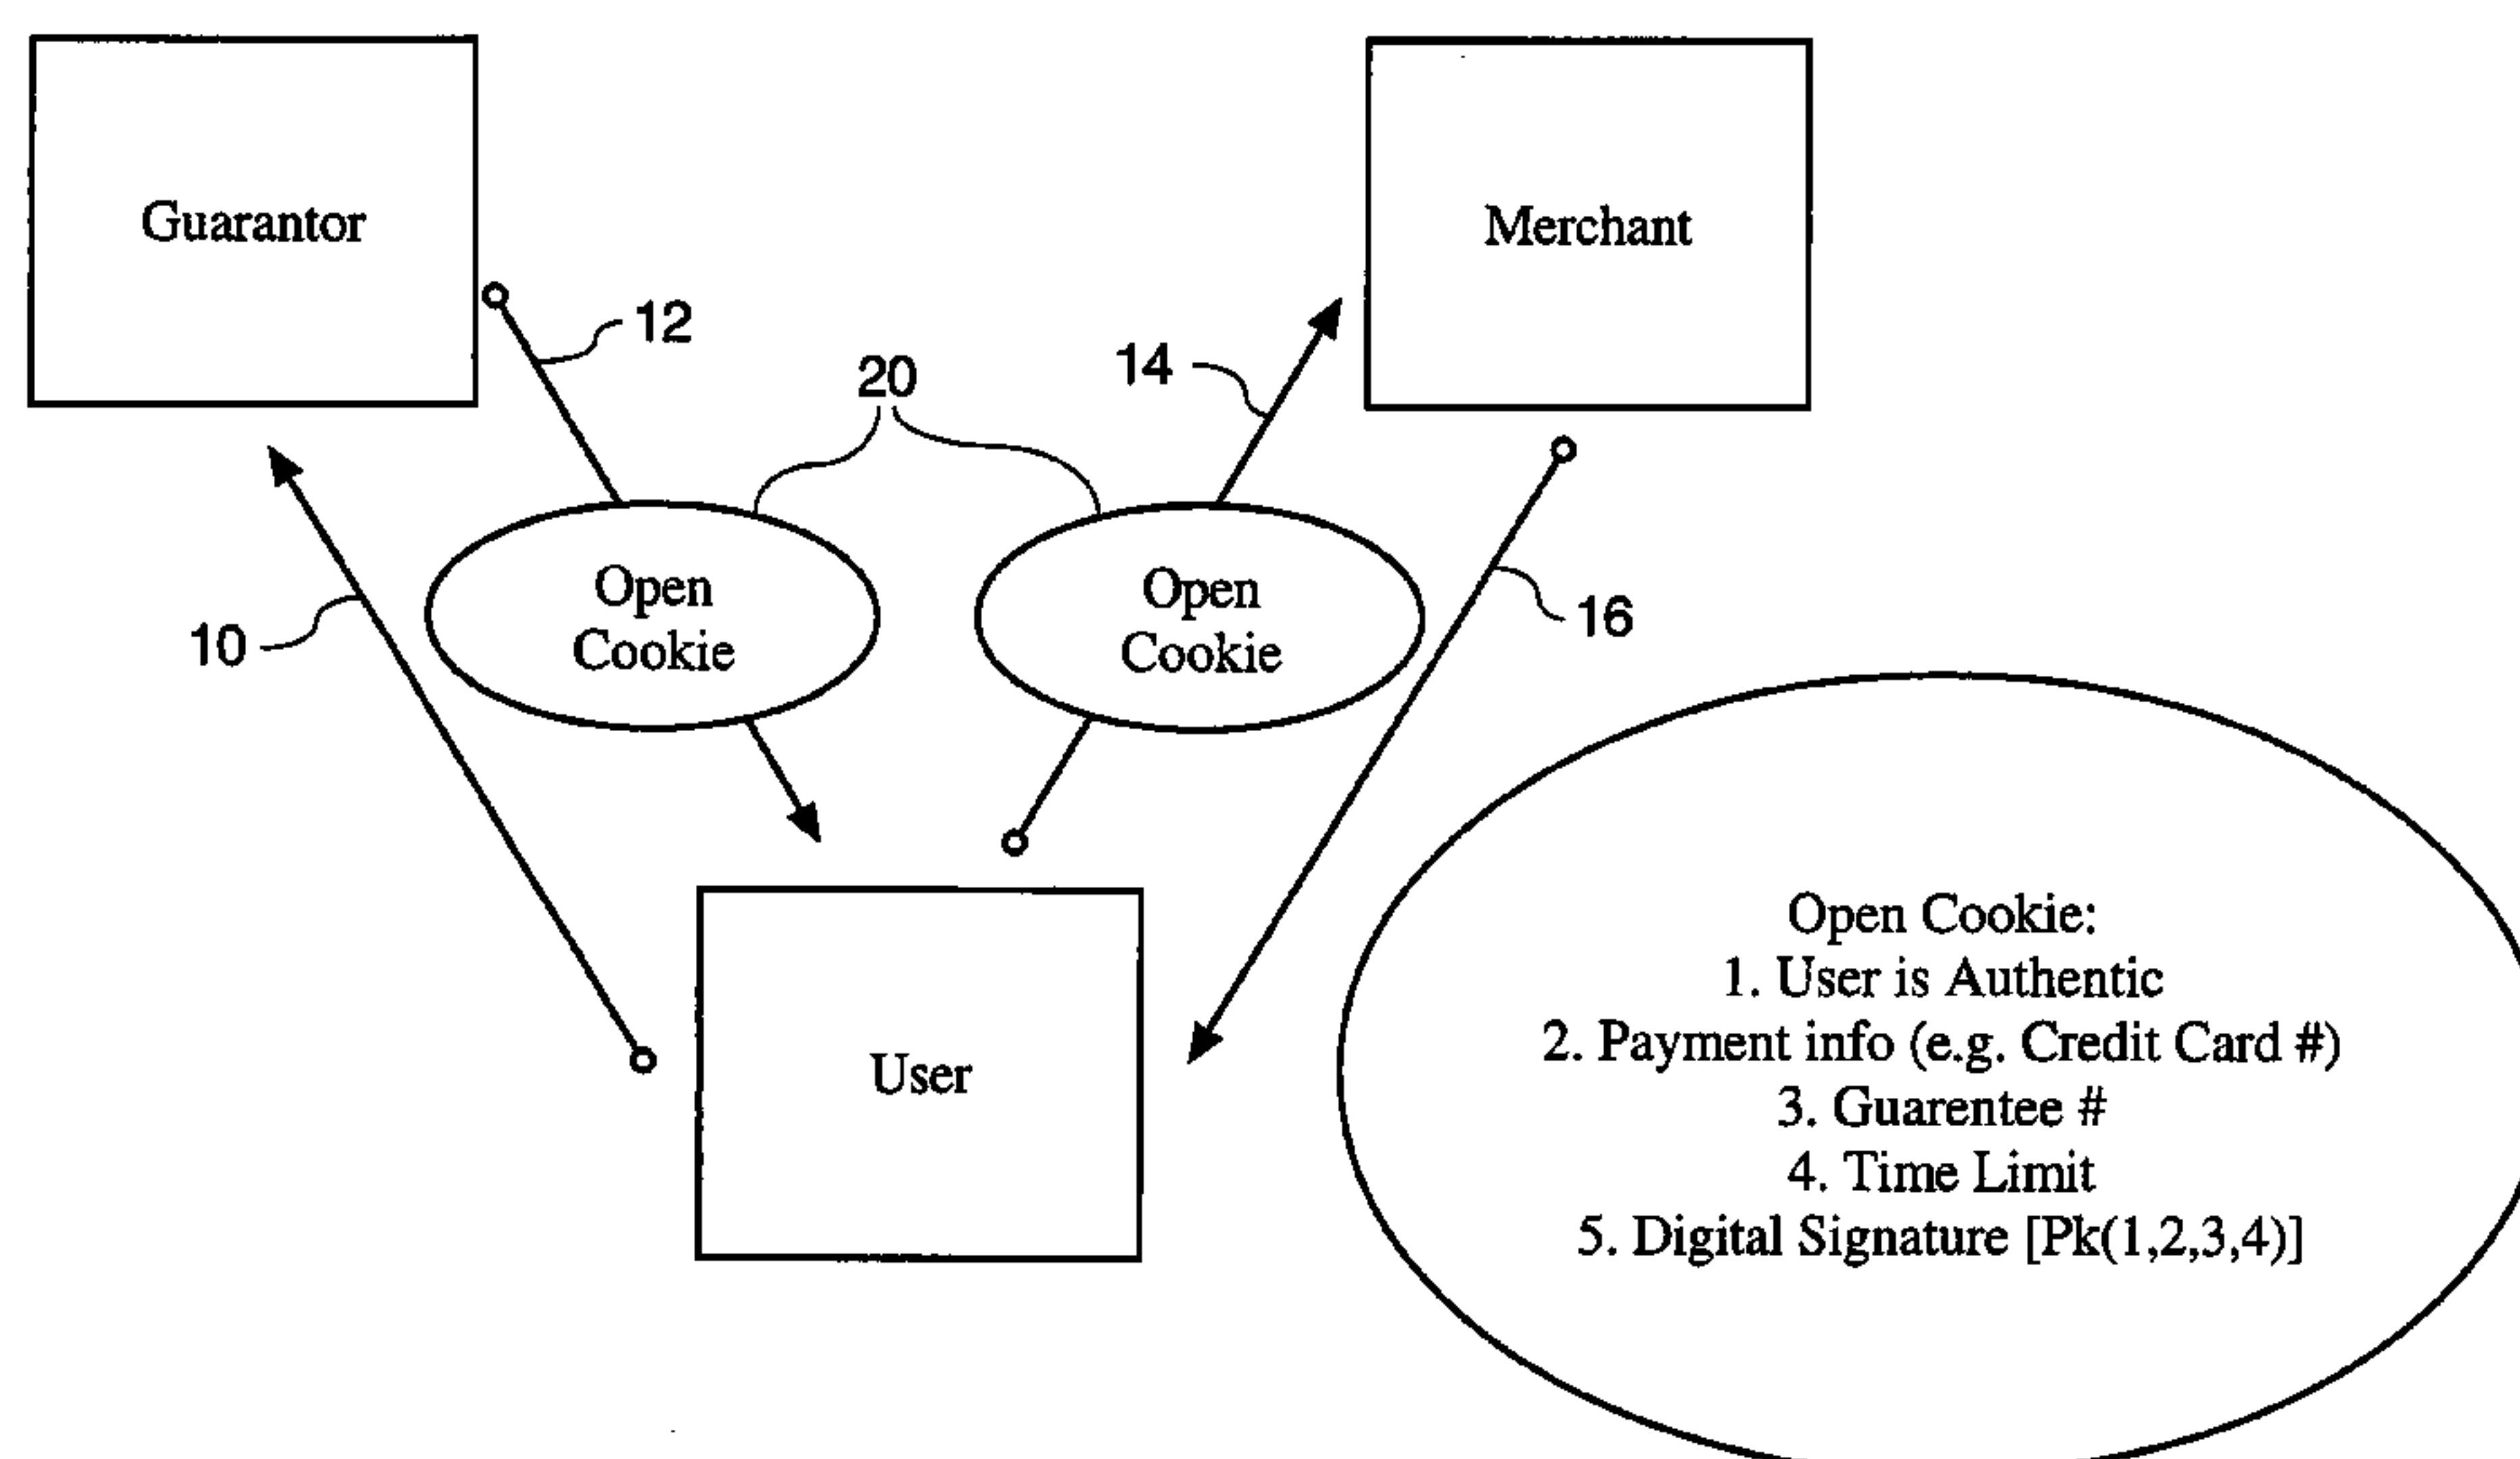 Guarantor
Merchant
12
20
14
10
Open
Cookie
Open
Cookie
16
User
Open Cookie:
1. User is Authentic
2. Payment info (e.g. Credit Card #)
3. Guarentee #
4. Time Limit
5. Digital Signature [Pk(1,2,3,4)]